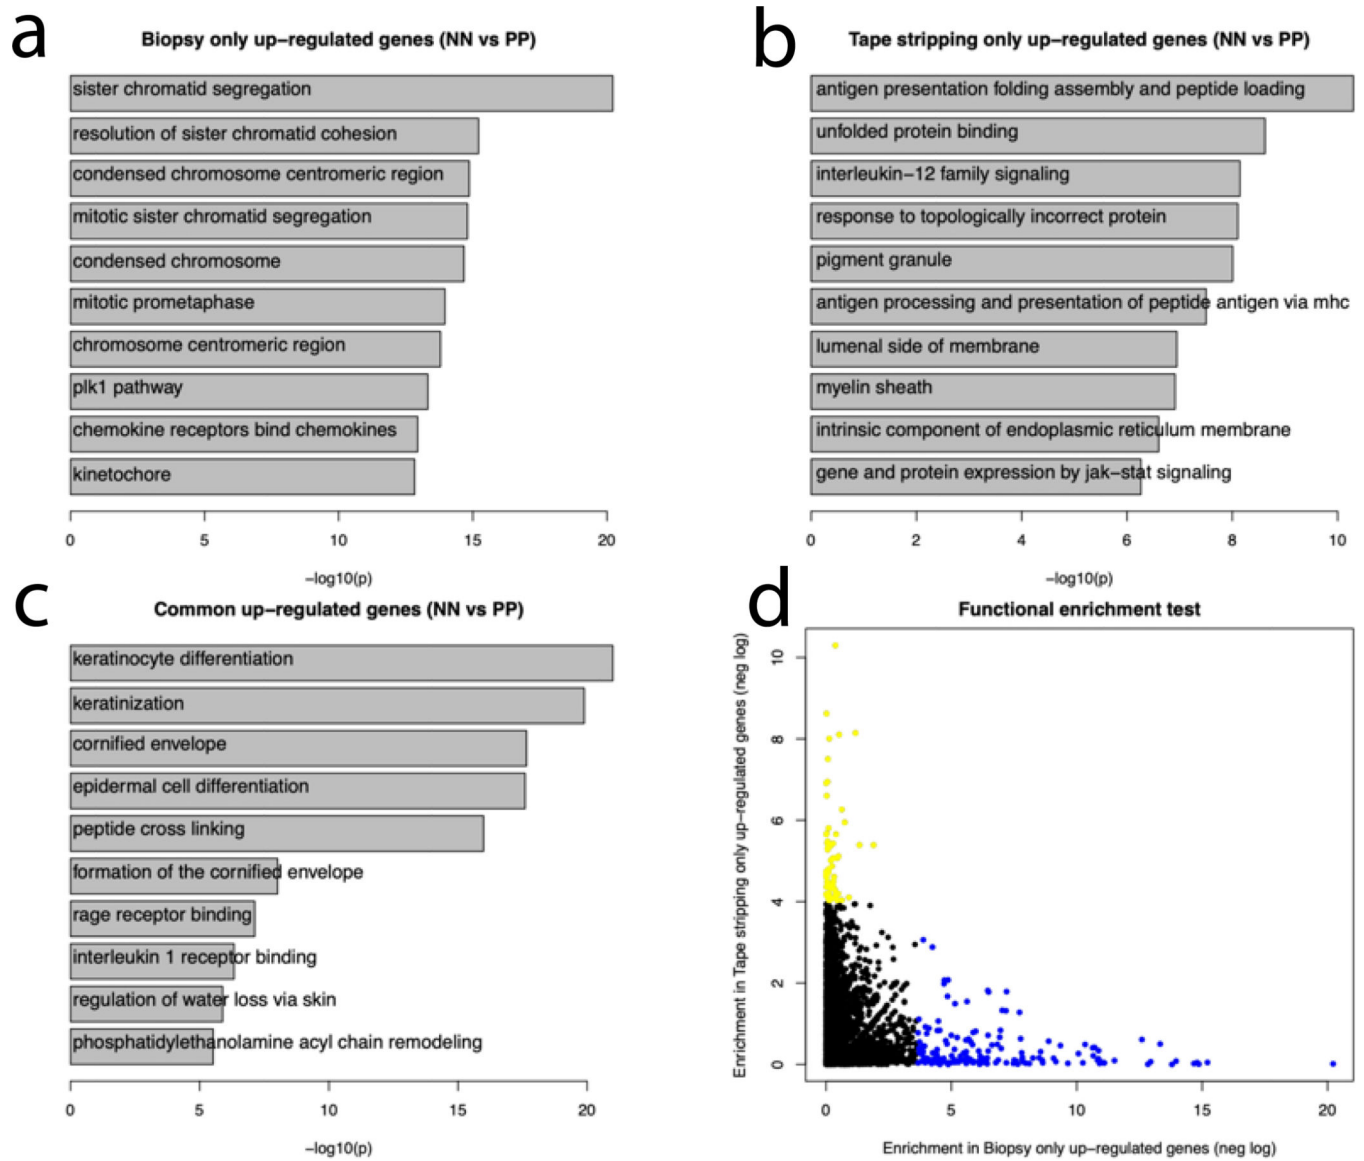 a
Biopsy only up-regulated genes (NN vs PP)
sister chromatid segregation
resolution of sister chromatid cohesion
condensed chromosome centromeric region
mitotic sister chromatid segregation
condensed chromosome
mitotic prometaphase
chromosome centromeric region
plk1 pathway
chemokine receptors bind chemokines
kinetochore
0 5 10 15 20
-log10(p)
b
Tape stripping only up-regulated genes (NN vs PP)
antigen presentation folding assembly and peptide loading
unfolded protein binding
interleukin-12 family signaling
response to topologically incorrect protein
pigment granule
antigen processing and presentation of peptide antigen via mhc
lumenal side of membrane
myelin sheath
intrinsic component of endoplasmic reticulum membrane
gene and protein expression by jak-stat signaling
0 2 4 6 8 10
-log10(p)
c
Common up-regulated genes (NN vs PP)
keratinocyte differentiation
keratinization
cornified envelope
epidermal cell differentiation
peptide cross linking
formation of the cornified envelope
rage receptor binding
interleukin 1 receptor binding
regulation of water loss via skin
phosphatidylethanolamine acyl chain remodeling
0 5 10 15 20
-log10(p)
d
Functional enrichment test
Enrichment in Tape stripping only up-regulated genes (neg log)
10
8
6
4
2
0
0 5 10 15 20
Enrichment in Biopsy only up-regulated genes (neg log)